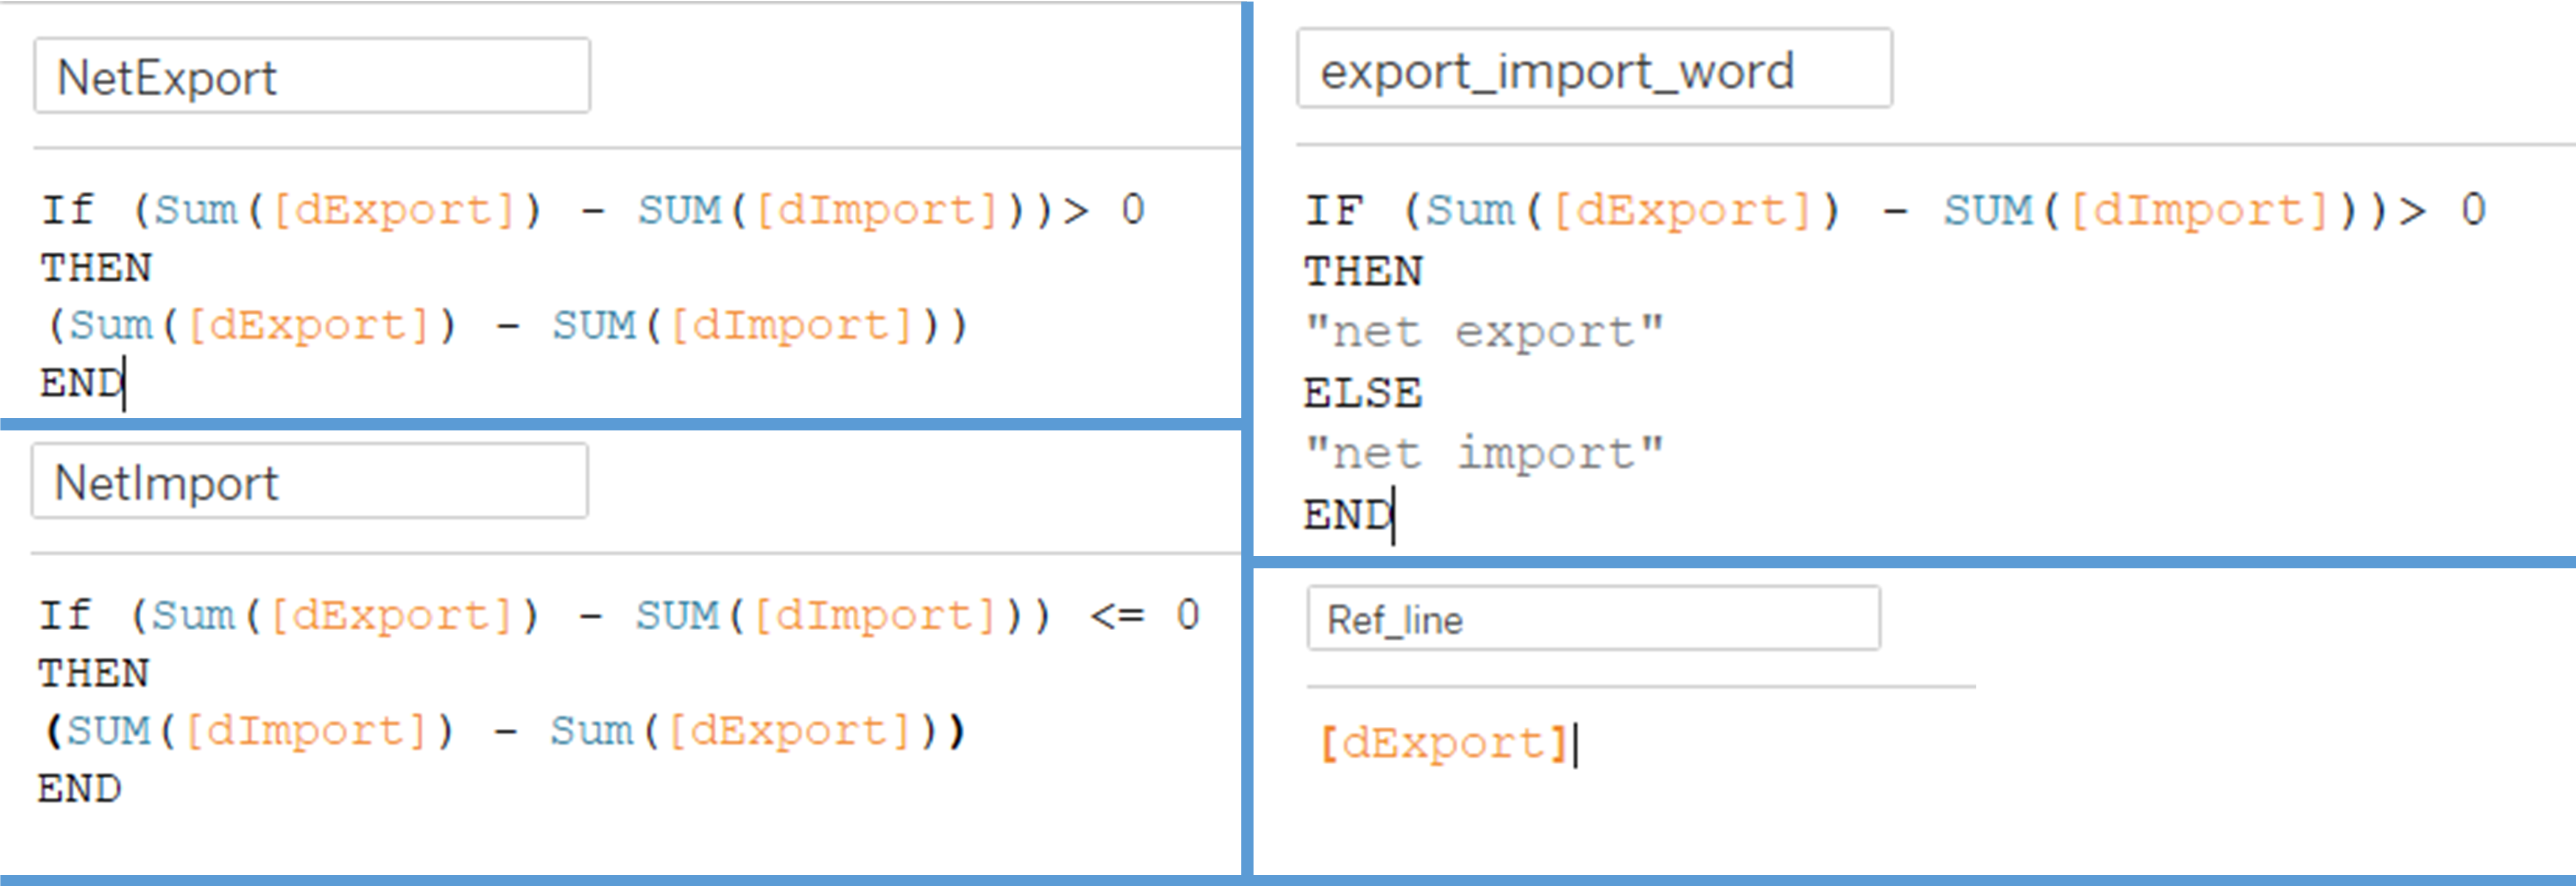 NetExport
If (Sum([dExport]) - SUM([dImport]))> 0
THEN
(Sum([dExport]) - SUM([dImport]))
END
NetImport
If (Sum([dExport]) - SUM([dImport])) <= 0
THEN
(SUM([dImport]) - Sum([dExport]))
END
export_import_word
IF (Sum([dExport]) - SUM([dImport]))> 0
THEN
"net export"
ELSE
"net import"
END
Ref_line
[dExport]